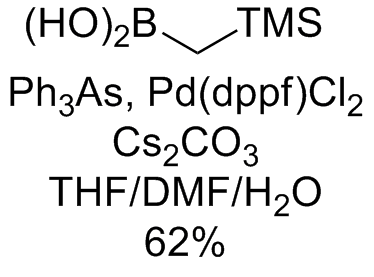 (HO)₂B TMS
Ph₃As, Pd(dppf)Cl₂
Cs₂CO₃
THF/DMF/H₂O
62%